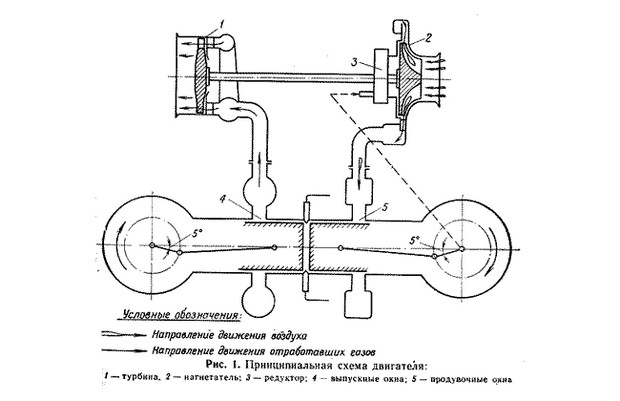 1
2
3
4
5
5°
5°
Условные обозначения:
Направление движения воздуха
Направление движения отработавших газов
Рис. 1. Принципиальная схема двигателя:
1 — турбина, 2 — нагнетатель; 3 — редуктор; 4 — выпускные окна; 5 — продувочные окна